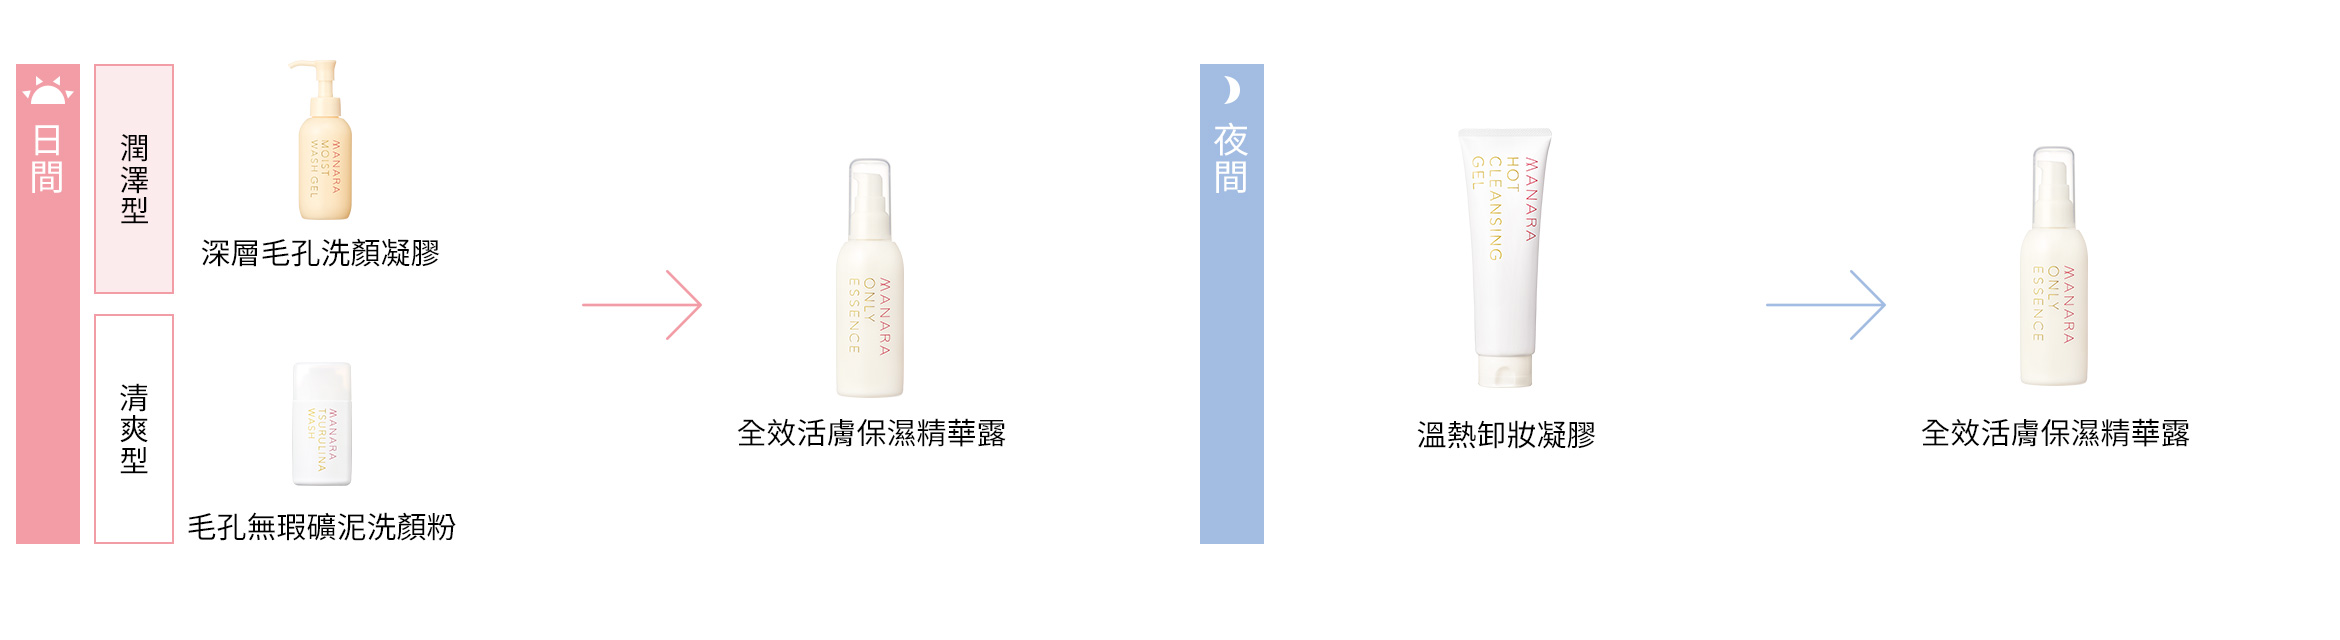 日間
潤澤型
MANARA
MOIST
WASH GEL
深層毛孔洗顏凝膠
清爽型
MANARA
TSURULINA
WASH
毛孔無瑕礦泥洗顏粉
MANARA
ONLY
ESSENCE
全效活膚保濕精華露
夜間
MANARA
HOT
CLEANSING
GEL
溫熱卸妝凝膠
MANARA
ONLY
ESSENCE
全效活膚保濕精華露